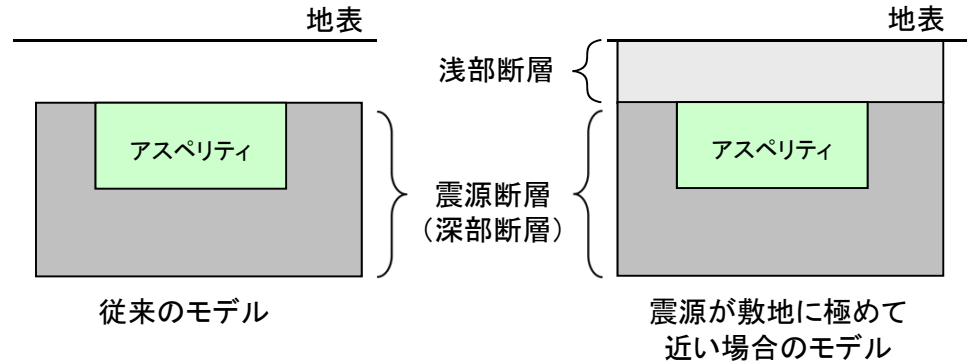 地表
アスペリティ
従来のモデル
震源断層
（深部断層）
地表
浅部断層
アスペリティ
震源が敷地に極めて
近い場合のモデル